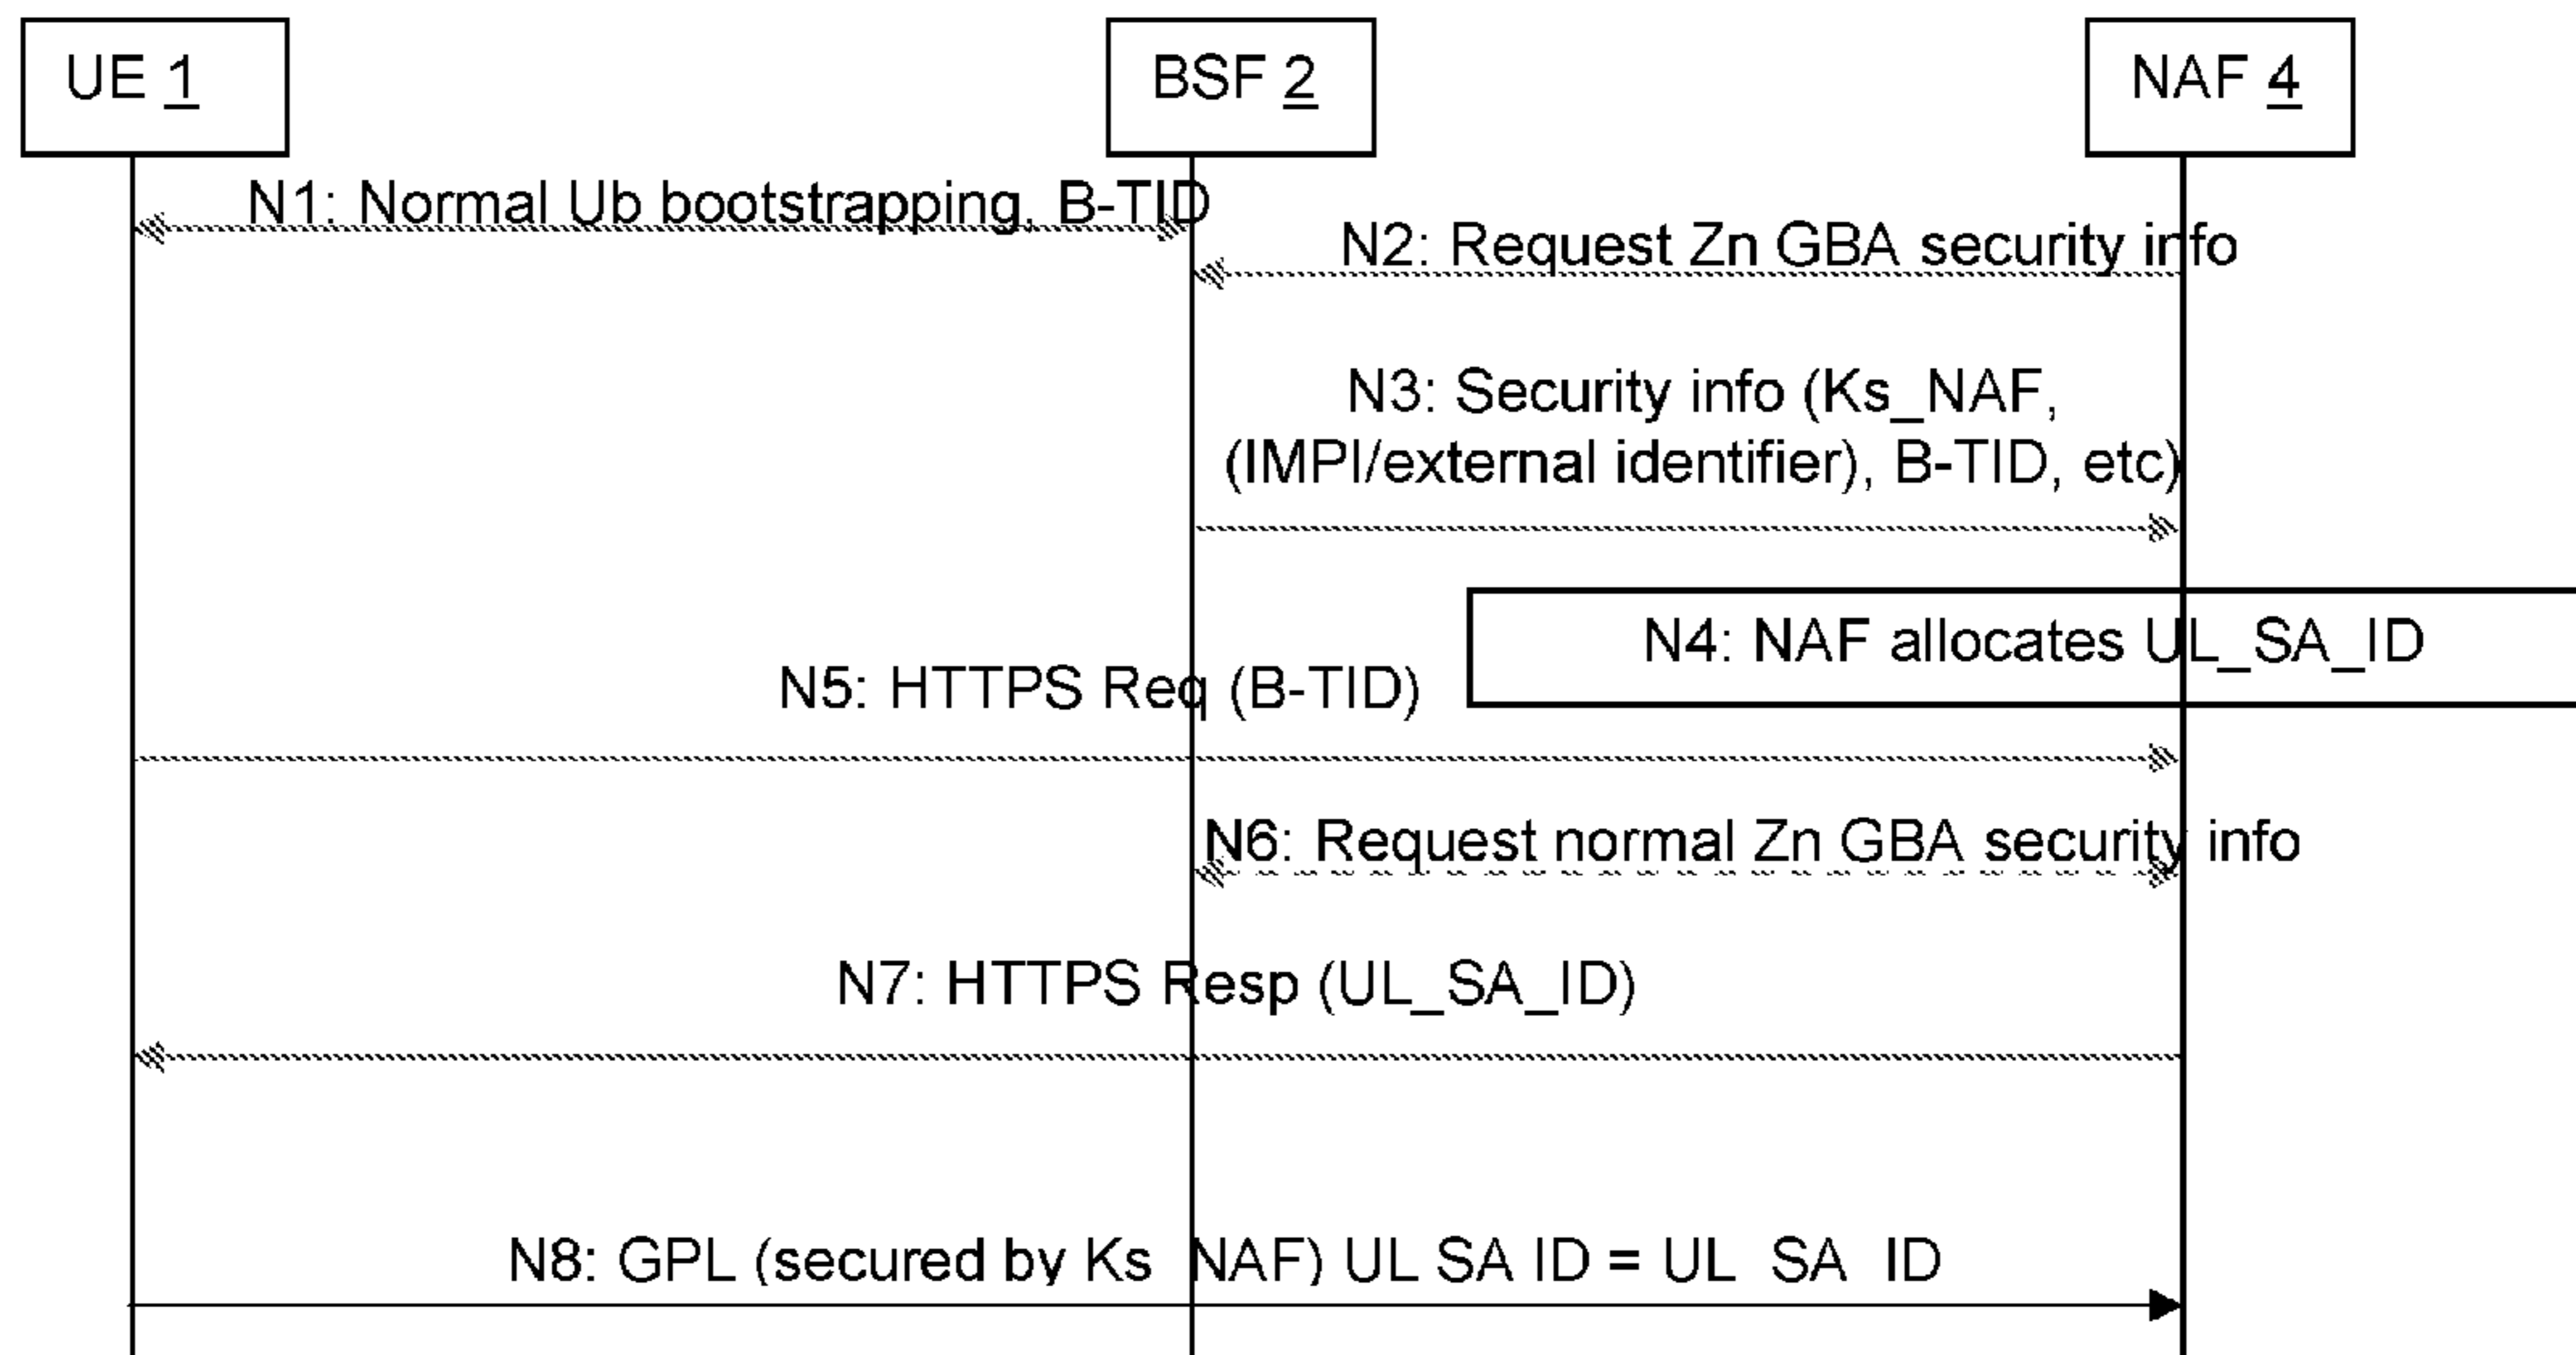 UE 1
BSF 2
NAF 4
N1: Normal Ub bootstrapping, B-TID
N2: Request Zn GBA security info
N3: Security info (Ks_NAF,
(IMPI/external identifier), B-TID, etc)
N4: NAF allocates UL_SA_ID
N5: HTTPS Req (B-TID)
N6: Request normal Zn GBA security info
N7: HTTPS Resp (UL_SA_ID)
N8: GPL (secured by Ks NAF) UL SA ID = UL SA ID